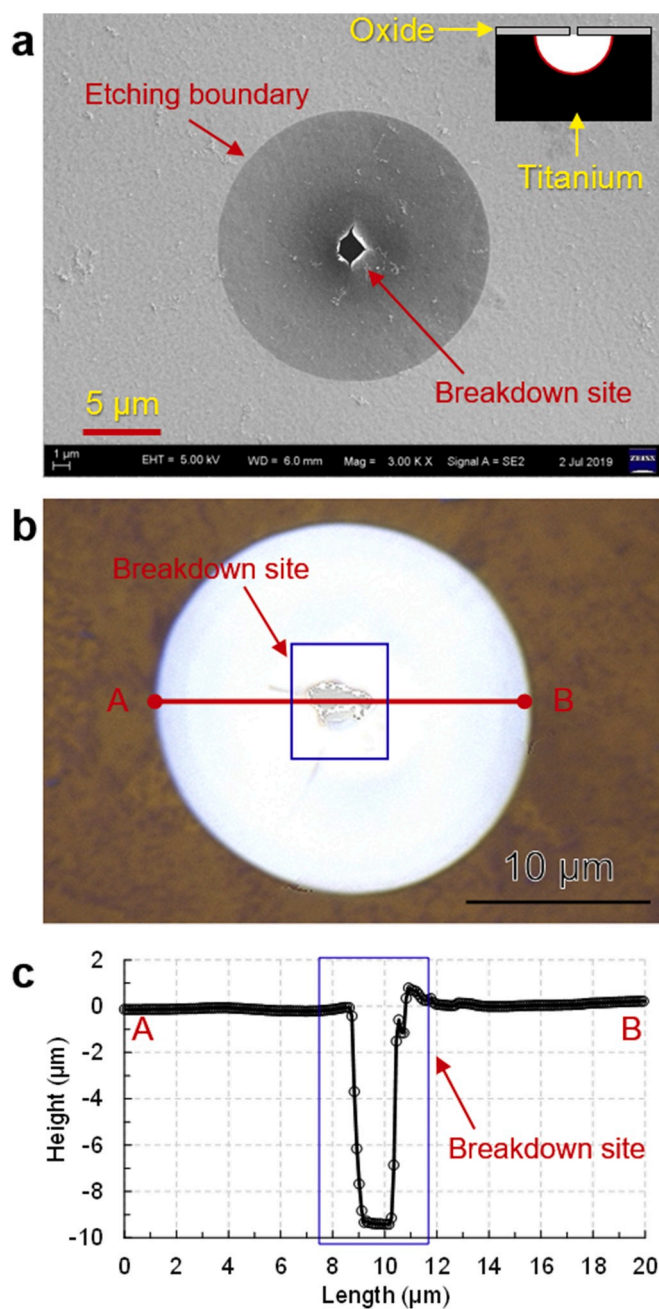 a
Oxide
Etching boundary
Titanium
Breakdown site
5 µm
1 µm
EHT = 5.00 kV
WD = 6.0 mm
Mag = 3.00 K X
Signal A = SE2
2 Jul 2019
ZEISS
b
Breakdown site
A
B
10 µm
c
Height (µm)
2
0
-2
-4
-6
-8
-10
A
B
Breakdown site
0 2 4 6 8 10 12 14 16 18 20
Length (µm)